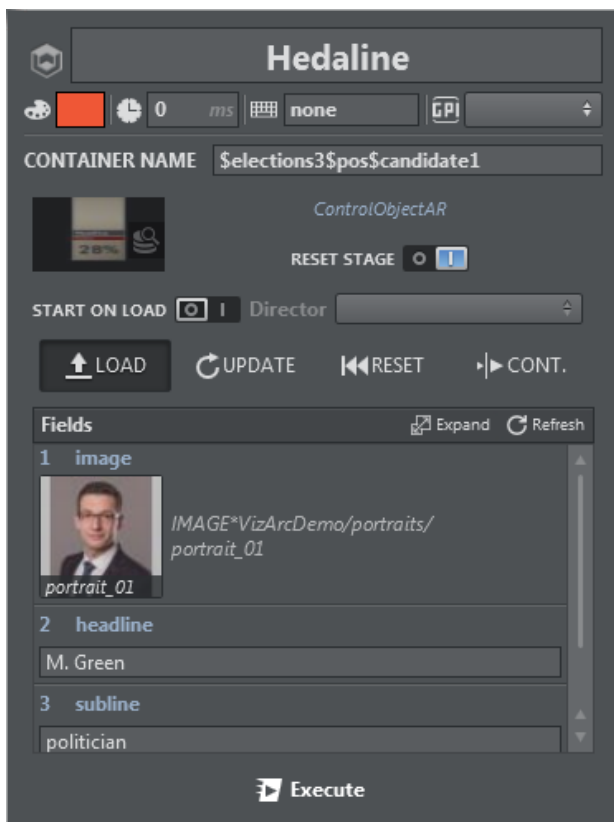 Hedaline
0 ms none GPI
CONTAINER NAME $elections3$pos$candidate1
ControlObjectAR
28%
RESET STAGE O I
START ON LOAD O I Director
LOAD UPDATE RESET CONT.
Fields Expand Refresh
1 image
IMAGE*VizArcDemo/portraits/
portrait_01
portrait_01
2 headline
M. Green
3 subline
politician
Execute